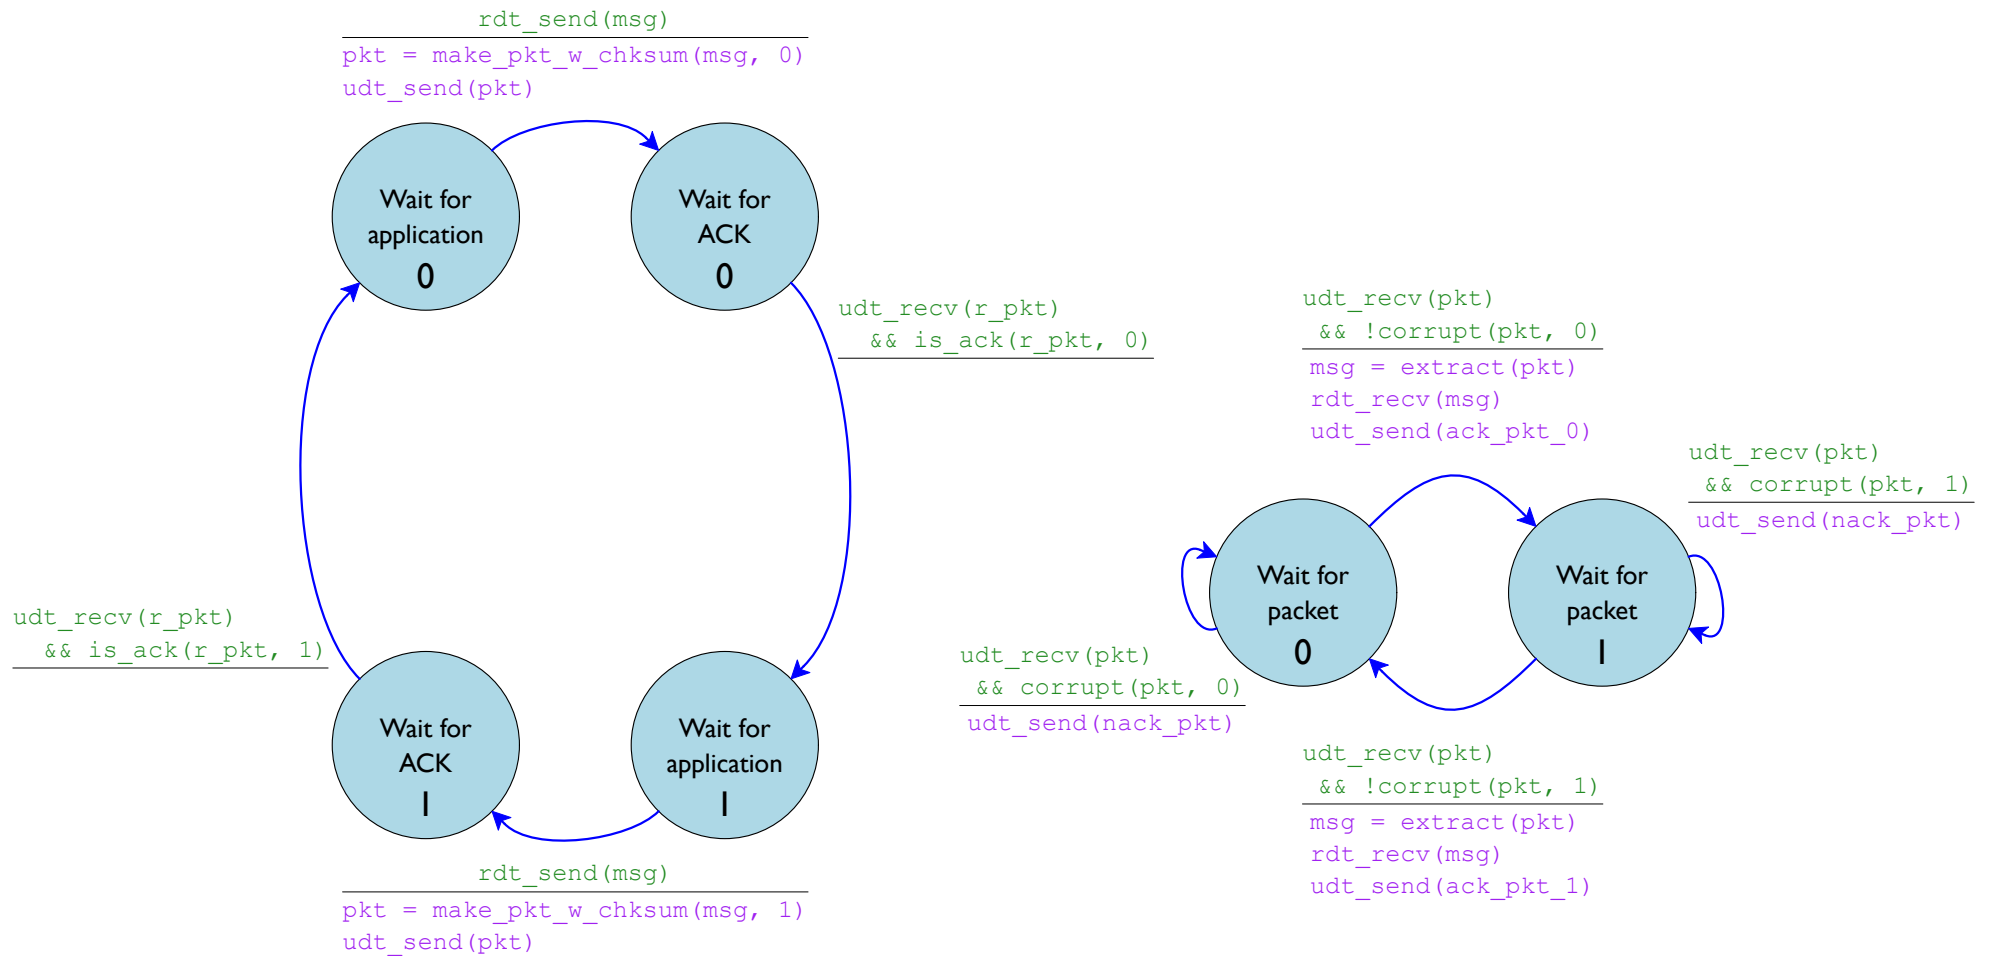 rdt_send(msg)
pkt = make_pkt_w_chksum(msg, 0)
udt_send(pkt)
Wait for
application
0
Wait for
ACK
0
udt_recv(r_pkt)
&& is_ack(r_pkt, 0)
udt_recv(r_pkt)
&& is_ack(r_pkt, 1)
Wait for
ACK
1
Wait for
application
1
rdt_send(msg)
pkt = make_pkt_w_chksum(msg, 1)
udt_send(pkt)
udt_recv(pkt)
&& !corrupt(pkt, 0)
msg = extract(pkt)
rdt_recv(msg)
udt_send(ack_pkt_0)
udt_recv(pkt)
&& corrupt(pkt, 1)
udt_send(nack_pkt)
Wait for
packet
0
Wait for
packet
1
udt_recv(pkt)
&& corrupt(pkt, 0)
udt_send(nack_pkt)
udt_recv(pkt)
&& !corrupt(pkt, 1)
msg = extract(pkt)
rdt_recv(msg)
udt_send(ack_pkt_1)